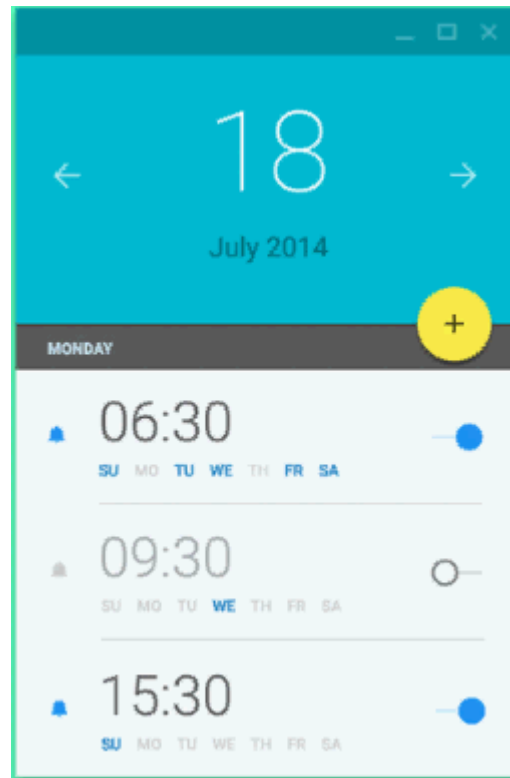 18
July 2014
+
MONDAY
06:30
SU MO TU WE TH FR SA
09:30
SU MO TU WE TH FR SA
15:30
SU MO TU WE TH FR SA